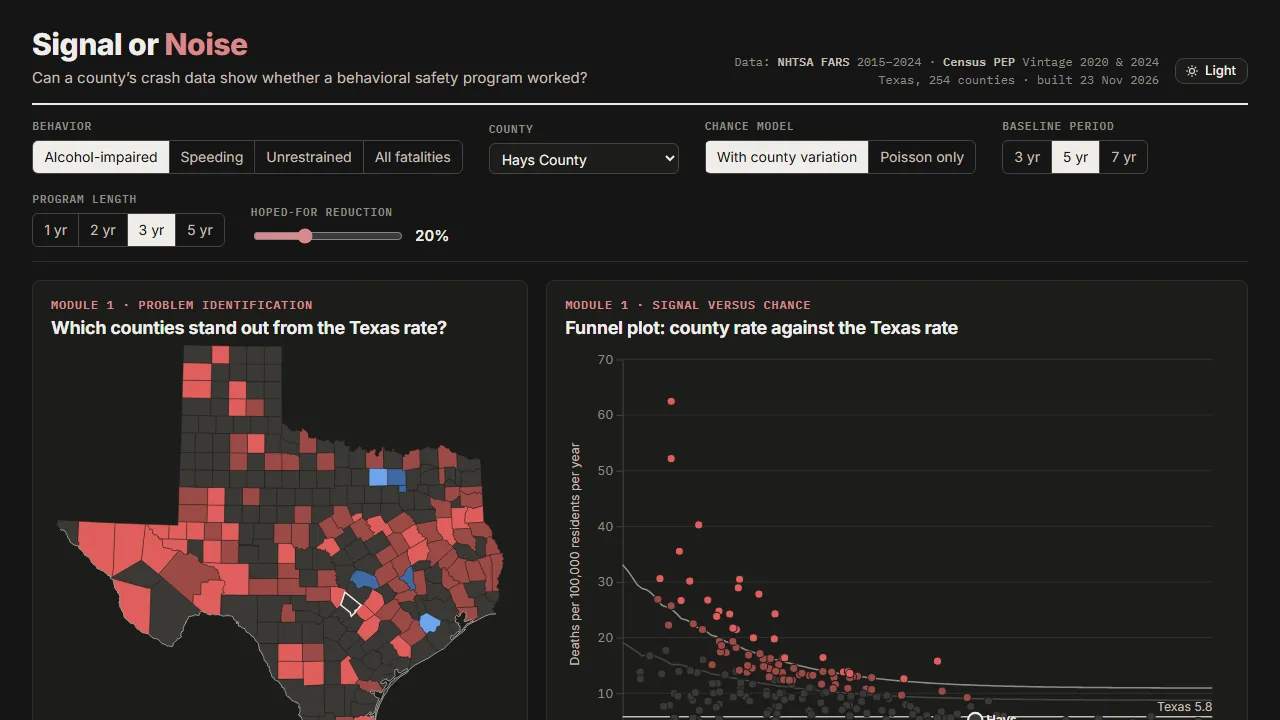 Signal or Noise
Can a county's crash data show whether a behavioral safety program worked?
Data: NHTSA FARS 2015–2024 · Census PEP Vintage 2020 & 2024
Texas, 254 counties · built 23 Nov 2026
Light
BEHAVIOR
Alcohol-impaired Speeding Unrestrained All fatalities
COUNTY
Hays County
CHANCE MODEL
With county variation Poisson only
BASELINE PERIOD
3 yr 5 yr 7 yr
PROGRAM LENGTH
1 yr 2 yr 3 yr 5 yr
HOPED-FOR REDUCTION
20%
MODULE 1 · PROBLEM IDENTIFICATION
Which counties stand out from the Texas rate?
MODULE 1 · SIGNAL VERSUS CHANCE
Funnel plot: county rate against the Texas rate
Deaths per 100,000 residents per year
70
60
50
40
30
20
10
Texas 5.8
Hays